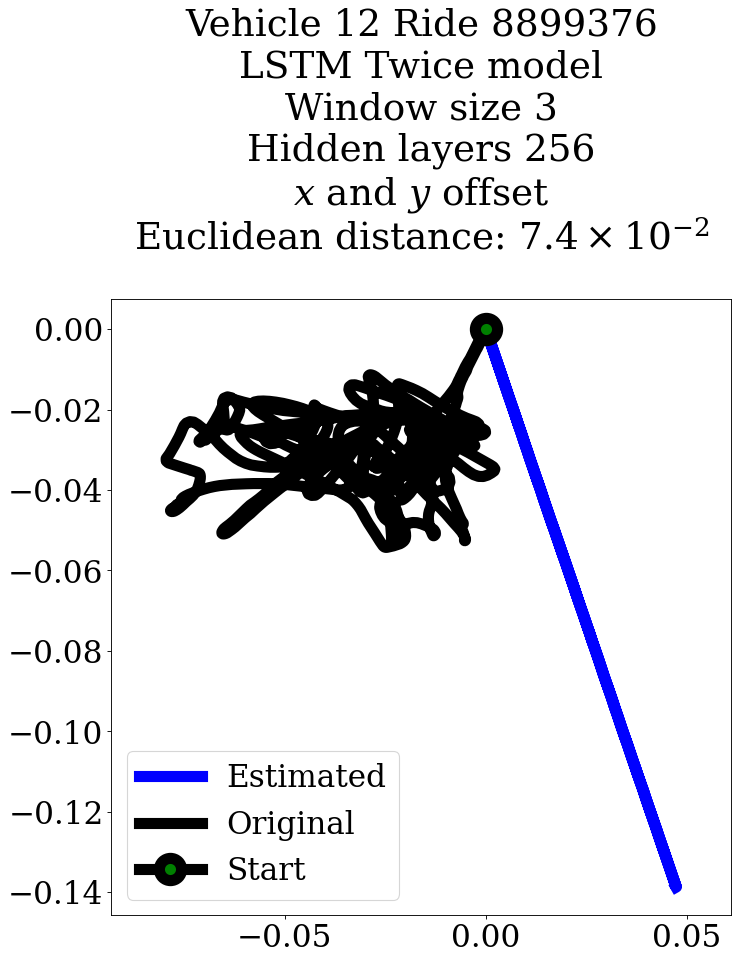 Vehicle 12 Ride 8899376
LSTM Twice model
Window size 3
Hidden layers 256
x and y offset
Euclidean distance: 7.4 × 10⁻²
0.00
−0.02
−0.04
−0.06
−0.08
−0.10
−0.12
−0.14
Estimated
Original
Start
−0.05 0.00 0.05